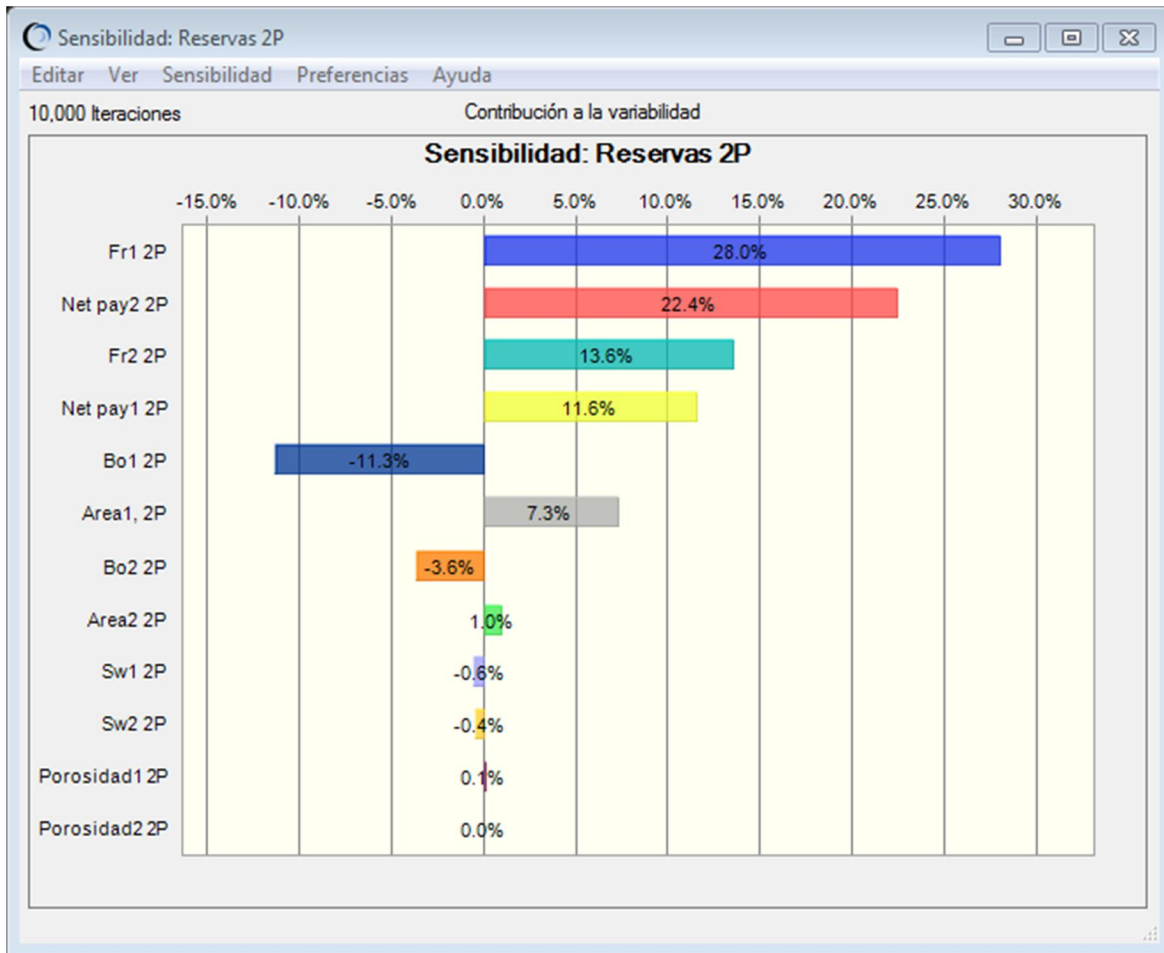 Sensibilidad: Reservas 2P
Editar Ver Sensibilidad Preferencias Ayuda
10,000 Iteraciones Contribución a la variabilidad
Sensibilidad: Reservas 2P
-15.0% -10.0% -5.0% 0.0% 5.0% 10.0% 15.0% 20.0% 25.0% 30.0%
Fr1 2P 28.0%
Net pay2 2P 22.4%
Fr2 2P 13.6%
Net pay1 2P 11.6%
Bo1 2P -11.3%
Area1, 2P 7.3%
Bo2 2P -3.6%
Area2 2P 1.0%
Sw1 2P -0.6%
Sw2 2P -0.4%
Porosidad1 2P 0.1%
Porosidad2 2P 0.0%